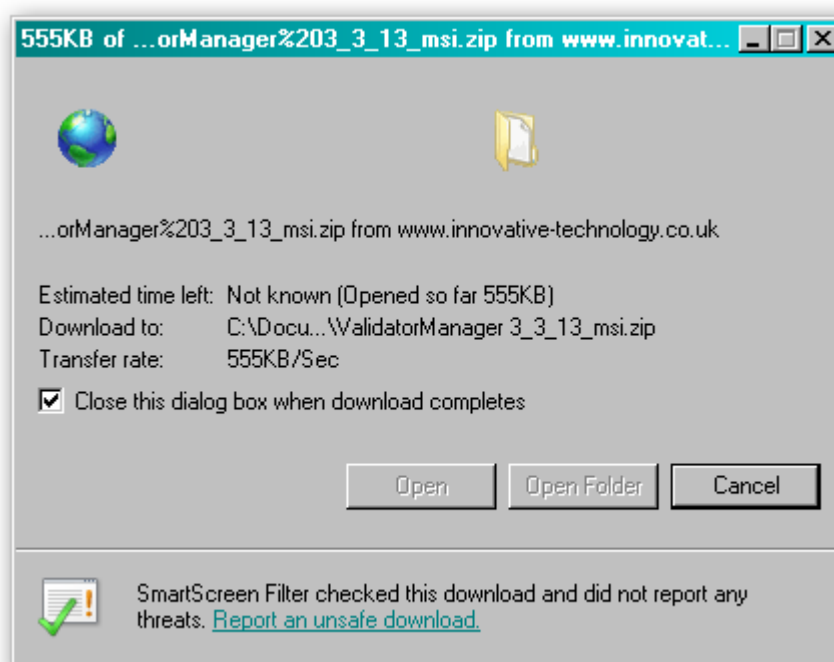 555KB of ...orManager%203_3_13_msi.zip from www.innovat...
...orManager%203_3_13_msi.zip from www.innovative-technology.co.uk
Estimated time left: Not known (Opened so far 555KB)
Download to: C:\Docu...\ValidatorManager 3_3_13_msi.zip
Transfer rate: 555KB/Sec
Close this dialog box when download completes
Open Open Folder Cancel
SmartScreen Filter checked this download and did not report any
threats. Report an unsafe download.